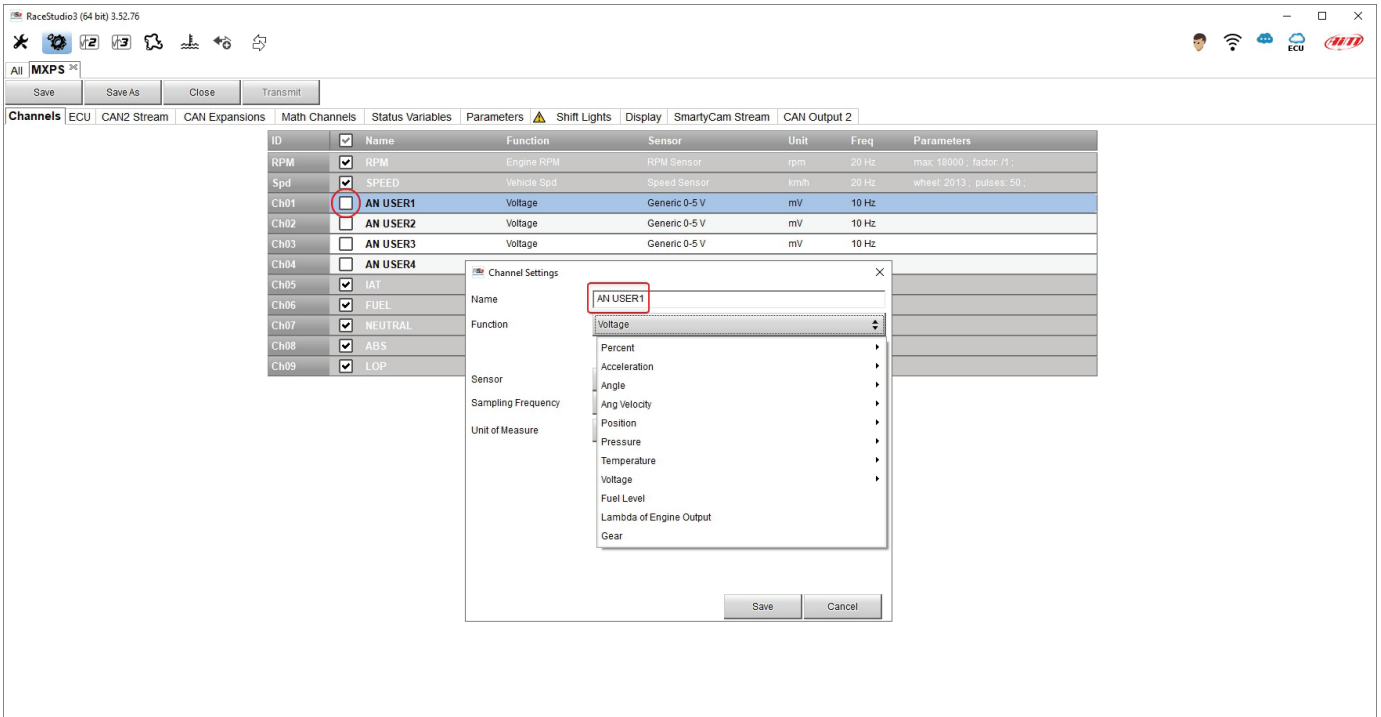 RaceStudio3 (64 bit) 3.52.76
ECU AiM
All MXPS
Save Save As Close Transmit
Channels ECU CAN2 Stream CAN Expansions Math Channels Status Variables Parameters Shift Lights Display SmartyCam Stream CAN Output 2
ID Name Function Sensor Unit Freq Parameters
RPM RPM Engine RPM RPM Sensor rpm 20 Hz max: 18000 ; factor: /1 ;
Spd SPEED Vehicle Spd Speed Sensor km/h 20 Hz wheel: 2013 ; pulses: 50 ;
Ch01 AN USER1 Voltage Generic 0-5 V mV 10 Hz
Ch02 AN USER2 Voltage Generic 0-5 V mV 10 Hz
Ch03 AN USER3 Voltage Generic 0-5 V mV 10 Hz
Ch04 AN USER4
Ch05 IAT
Ch06 FUEL
Ch07 NEUTRAL
Ch08 ABS
Ch09 LOP
Channel Settings
Name AN USER1
Function Voltage
Percent
Acceleration
Sensor
Angle
Sampling Frequency
Ang Velocity
Position
Unit of Measure
Pressure
Temperature
Voltage
Fuel Level
Lambda of Engine Output
Gear
Save Cancel